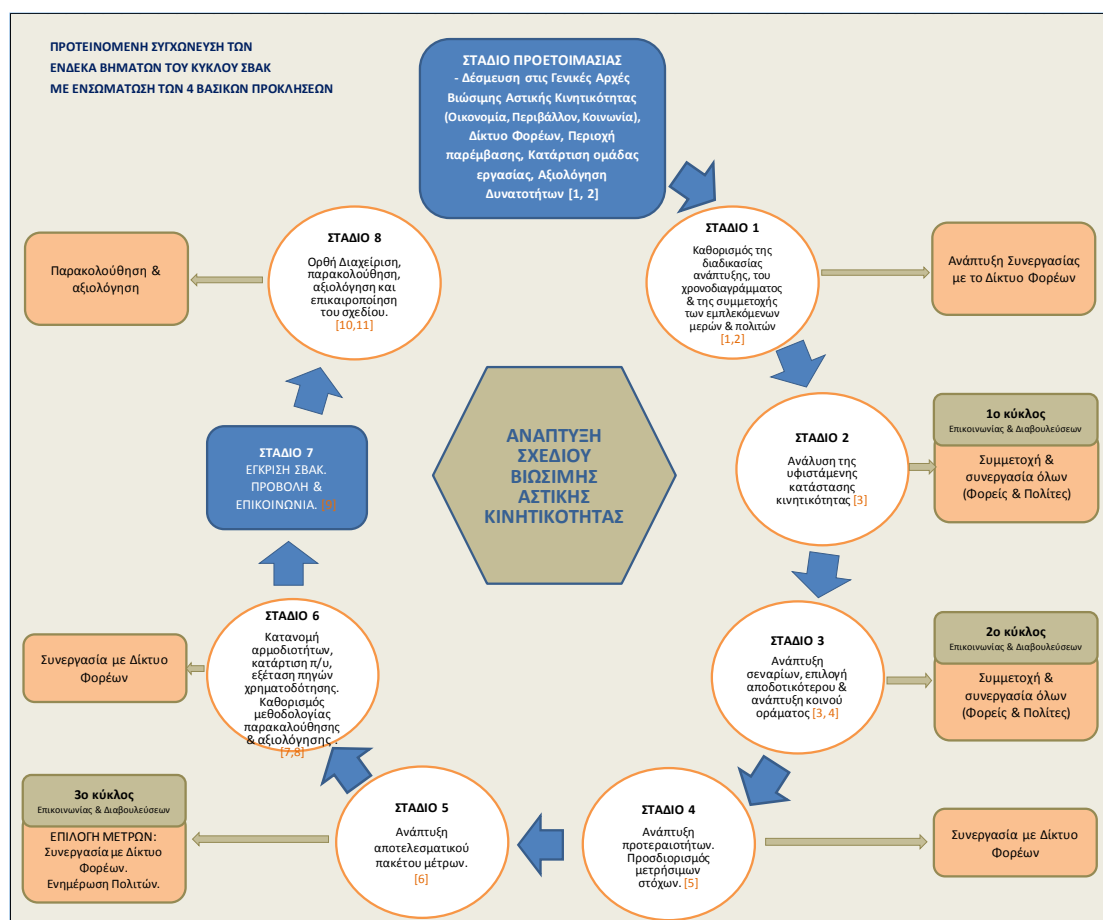 ΠΡΟΤΕΙΝΟΜΕΝΗ ΣΥΓΧΩΝΕΥΣΗ ΤΩΝ
ΕΝΔΕΚΑ ΒΗΜΑΤΩΝ ΤΟΥ ΚΥΚΛΟΥ ΣΒΑΚ
ΜΕ ΕΝΣΩΜΑΤΩΣΗ ΤΩΝ 4 ΒΑΣΙΚΩΝ ΠΡΟΚΛΗΣΕΩΝ
ΣΤΑΔΙΟ ΠΡΟΕΤΟΙΜΑΣΙΑΣ
- Δέσμευση στις Γενικές Αρχές
Βιώσιμης Αστικής Κινητικότητας
(Οικονομία, Περιβάλλον, Κοινωνία),
Δίκτυο Φορέων, Περιοχή
παρέμβασης, Κατάρτιση ομάδας
εργασίας, Αξιολόγηση
Δυνατοτήτων [1, 2]
ΣΤΑΔΙΟ 1
Καθορισμός της
διαδικασίας
ανάπτυξης, του
χρονοδιαγράμματος
& της συμμετοχής
των εμπλεκόμενων
μερών & πολιτών
[1,2]
Ανάπτυξη Συνεργασίας
με το Δίκτυο Φορέων
ΣΤΑΔΙΟ 2
Ανάλυση της
υφιστάμενης
κατάστασης
κινητικότητας [3]
1ο κύκλος
Επικοινωνίας & Διαβουλεύσεων
Συμμετοχή &
συνεργασία όλων
(Φορείς & Πολίτες)
ΣΤΑΔΙΟ 3
Ανάπτυξη
σεναρίων, επιλογή
αποδοτικότερου &
ανάπτυξη κοινού
οράματος [3, 4]
2ο κύκλος
Επικοινωνίας & Διαβουλεύσεων
Συμμετοχή &
συνεργασία όλων
(Φορείς & Πολίτες)
ΣΤΑΔΙΟ 4
Ανάπτυξη
προτεραιοτήτων.
Προσδιορισμός
μετρήσιμων
στόχων. [5]
Συνεργασία με Δίκτυο
Φορέων
ΣΤΑΔΙΟ 5
Ανάπτυξη
αποτελεσματικού
πακέτου μέτρων.
[6]
3ο κύκλος
Επικοινωνίας & Διαβουλεύσεων
ΕΠΙΛΟΓΗ ΜΕΤΡΩΝ:
Συνεργασία με Δίκτυο
Φορέων.
Ενημέρωση Πολιτών.
ΣΤΑΔΙΟ 6
Κατανομή
αρμοδιοτήτων,
κατάρτιση π/υ,
εξέταση πηγών
χρηματοδότησης.
Καθορισμός
μεθοδολογίας
παρακαλούθησης
& αξιολόγησης .
[7,8]
Συνεργασία με Δίκτυο
Φορέων
ΣΤΑΔΙΟ 7
ΕΓΚΡΙΣΗ ΣΒΑΚ.
ΠΡΟΒΟΛΗ &
ΕΠΙΚΟΙΝΩΝΙΑ. [9]
ΣΤΑΔΙΟ 8
Ορθή Διαχείριση,
παρακολούθηση,
αξιολόγηση και
επικαιροποίηση
του σχεδίου.
[10,11]
Παρακολούθηση &
αξιολόγηση
ΑΝΑΠΤΥΞΗ
ΣΧΕΔΙΟΥ
ΒΙΩΣΙΜΗΣ
ΑΣΤΙΚΗΣ
ΚΙΝΗΤΙΚΟΤΗΤΑΣ